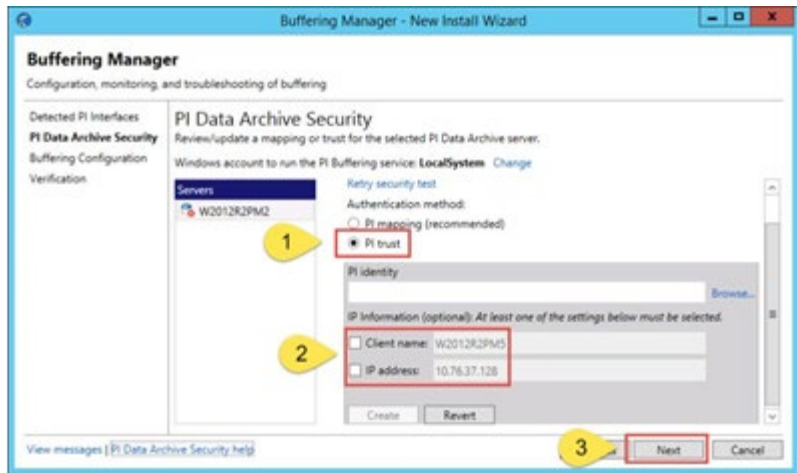 Buffering Manager - New Install Wizard
Buffering Manager
Configuration, monitoring, and troubleshooting of buffering
Detected PI Interfaces
PI Data Archive Security
Buffering Configuration
Verification
PI Data Archive Security
Review/update a mapping or trust for the selected PI Data Archive server.
Windows account to run the PI Buffering service: LocalSystem Change
Servers
W2012R2PM2
Retry security test
Authentication method:
PI mapping (recommended)
1
PI trust
PI identity
Browse...
IP Information (optional): At least one of the settings below must be selected.
2
Client name: W2012R2PM5
IP address: 10.76.37.128
Create Revert
View messages | PI Data Archive Security help
3
Next Cancel